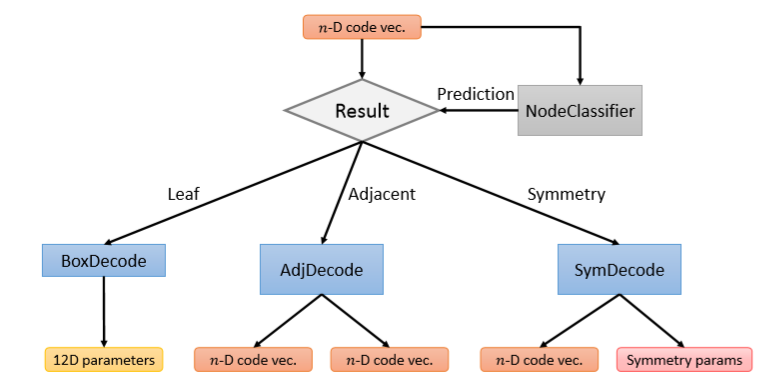 n-D code vec.
Prediction
Result
NodeClassifier
Leaf
Adjacent
Symmetry
BoxDecode
AdjDecode
SymDecode
12D parameters
n-D code vec.
n-D code vec.
n-D code vec.
Symmetry params